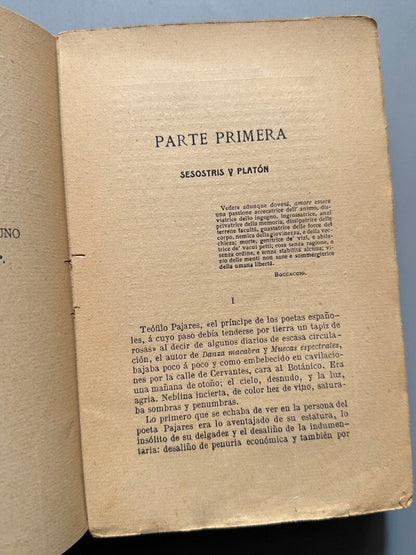 UNO
P.
PARTE PRIMERA
SESOSTRIS Y PLATÓN
Vedere adunque dovesà, amore essere
una passione accecatrice dell' animo, dis-
viatrice dello ingegno, ingrossatrice, anzi
privatrice della memoria, dissipatrice delle
terrene facultà, guastatrice delle forze del
corpo, nemica della giovinezza, e della vec-
chieza; morte, genitrice de' vizi, e abita-
trice de' vacui petti; cosa senza ragione, e
senza ordine, e senza stabilità alcuna; vi-
zio delle menti non sane e sommergitrice
della umana libertà.
BOCCACCIO.
I
Teófilo Pajares, «el príncipe de los poetas españo-
les, á cuyo paso debía tenderse por tierra un tapiz de
rosas» al decir de algunos diarios de escasa circula-
ción, el autor de Danza macabra y Muecas espectrales,
bajaba poco á poco y como embebecido en cavilacio-
nes por la calle de Cervantes, cara al Botánico. Era
una mañana de otoño; el cielo, desnudo, y la luz,
agria. Neblina incierta, de color hez de vino, satura-
ba sombras y penumbras.
Lo primero que se echaba de ver en la persona del
poeta Pajares era lo aventajado de su estatura, lo
insólito de su delgadez y el desaliño de la indumen-
taria: desaliño de penuria económica y también por